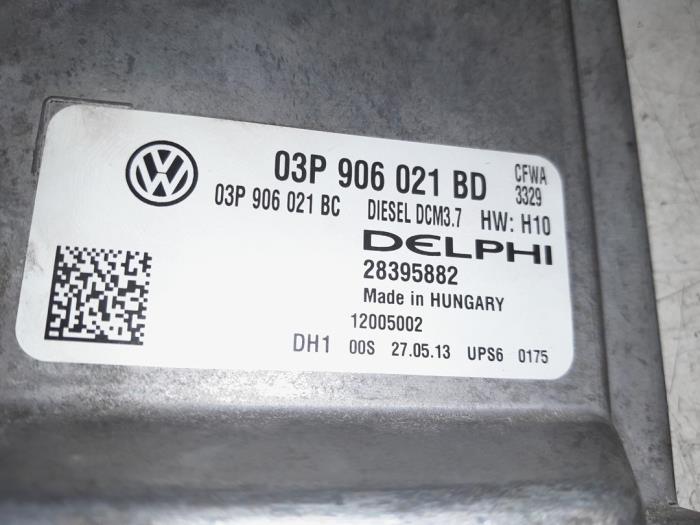 03P 906 021 BD CFWA
3329
03P 906 021 BC DIESEL DCM3.7 HW: H10
DELPHI
28395882
Made in HUNGARY
12005002
DH1 00S 27.05.13 UPS6 0175